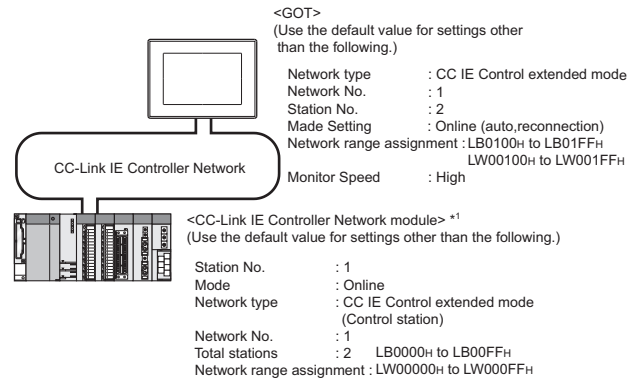 <GOT>
(Use the default value for settings other
than the following.)
Network type : CC IE Control extended mode
Network No. : 1
Station No. : 2
Made Setting : Online (auto,reconnection)
Network range assignment : LB0100H to LB01FFH
LW00100H to LW001FFH
Monitor Speed : High
CC-Link IE Controller Network
<CC-Link IE Controller Network module> *1
(Use the default value for settings other than the following.)
Station No. : 1
Mode : Online
Network type : CC IE Control extended mode
(Control station)
Network No. : 1
Total stations : 2 LB0000H to LB00FFH
Network range assignment : LW00000H to LW000FFH